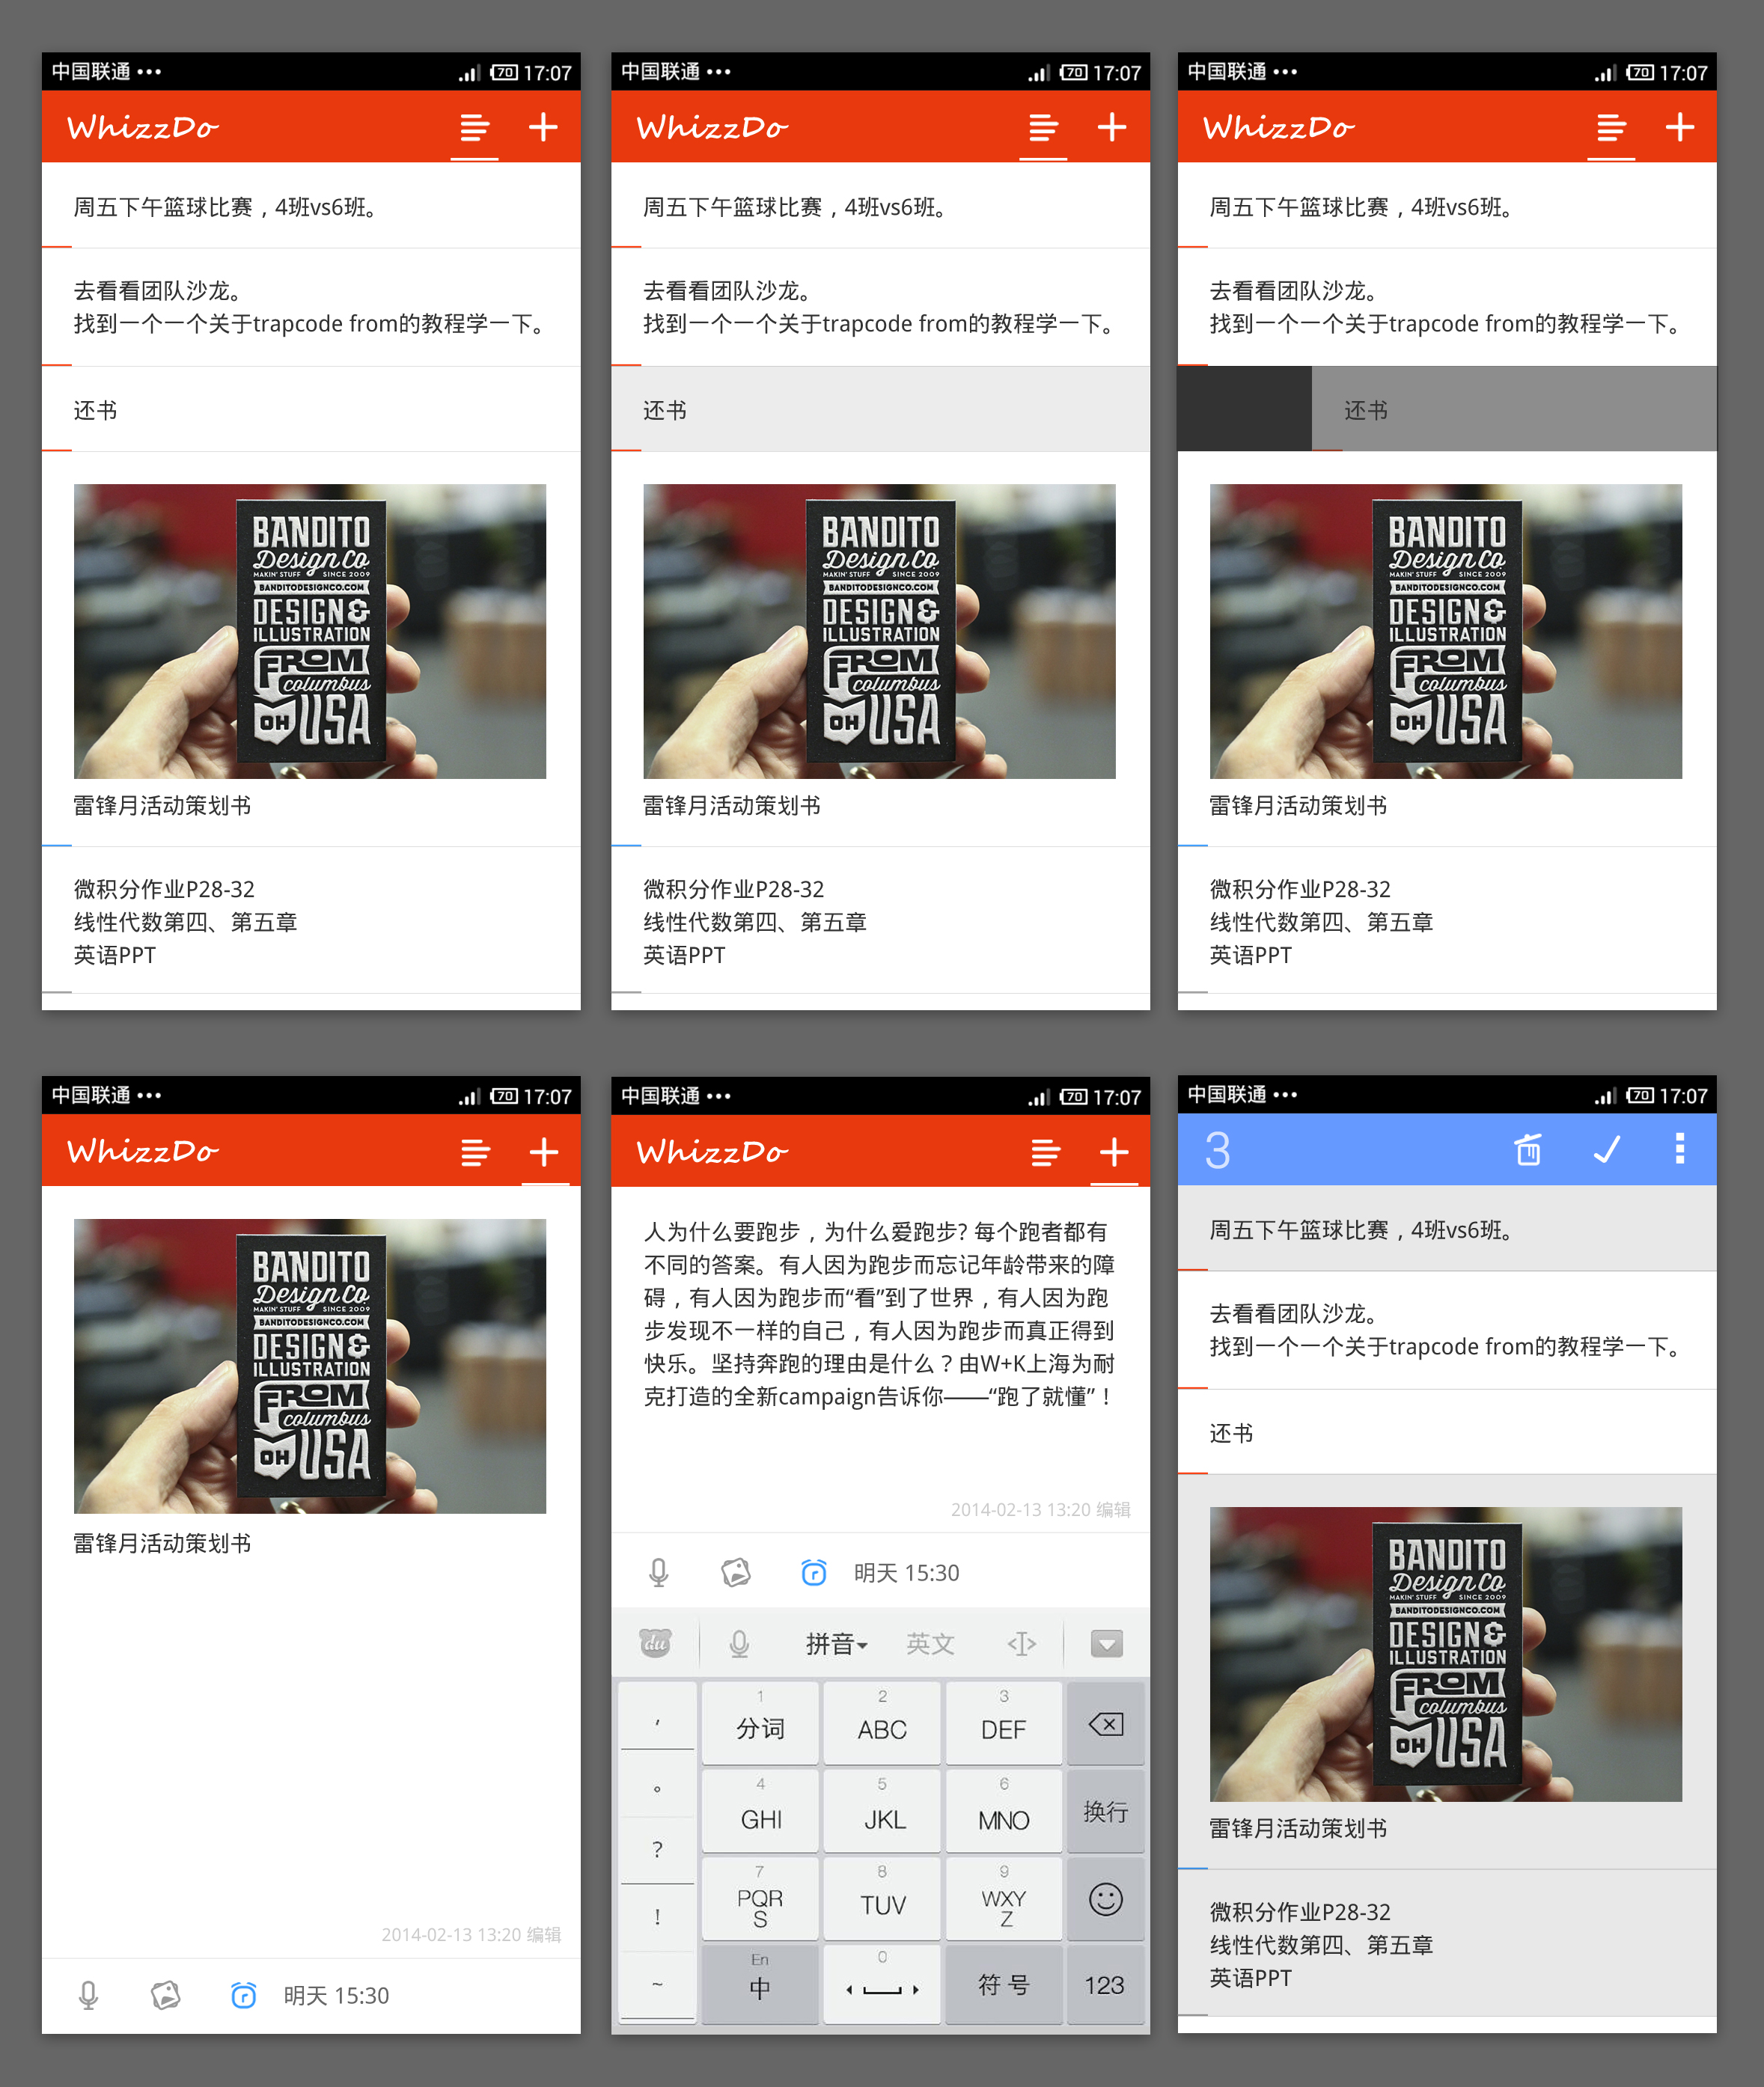 中国联通 ••• 70 17:07
WhizzDo
周五下午篮球比赛，4班vs6班。
去看看团队沙龙。
找到一个一个关于trapcode from的教程学一下。
还书
BANDITO
Design Co
MAKIN' STUFF SINCE 2009
BANDITODESIGNCO.COM
DESIGN &
ILLUSTRATION
FROM
columbus
OH USA
雷锋月活动策划书
微积分作业P28-32
线性代数第四、第五章
英语PPT
中国联通 ••• 70 17:07
WhizzDo
周五下午篮球比赛，4班vs6班。
去看看团队沙龙。
找到一个一个关于trapcode from的教程学一下。
还书
BANDITO
Design Co
MAKIN' STUFF SINCE 2009
BANDITODESIGNCO.COM
DESIGN &
ILLUSTRATION
FROM
columbus
OH USA
雷锋月活动策划书
微积分作业P28-32
线性代数第四、第五章
英语PPT
中国联通 ••• 70 17:07
WhizzDo
周五下午篮球比赛，4班vs6班。
去看看团队沙龙。
找到一个一个关于trapcode from的教程学一下。
还书
BANDITO
Design Co
MAKIN' STUFF SINCE 2009
BANDITODESIGNCO.COM
DESIGN &
ILLUSTRATION
FROM
columbus
OH USA
雷锋月活动策划书
微积分作业P28-32
线性代数第四、第五章
英语PPT
中国联通 ••• 70 17:07
WhizzDo
BANDITO
Design Co
MAKIN' STUFF SINCE 2009
BANDITODESIGNCO.COM
DESIGN &
ILLUSTRATION
FROM
columbus
OH USA
雷锋月活动策划书
2014-02-13 13:20 编辑
明天 15:30
中国联通 ••• 70 17:07
WhizzDo
人为什么要跑步，为什么爱跑步? 每个跑者都有
不同的答案。有人因为跑步而忘记年龄带来的障
碍，有人因为跑步而“看”到了世界，有人因为跑
步发现不一样的自己，有人因为跑步而真正得到
快乐。坚持奔跑的理由是什么？由W+K上海为耐
克打造的全新campaign告诉你——“跑了就懂”！
2014-02-13 13:20 编辑
明天 15:30
du 拼音 英文
， 1 分词 2 ABC 3 DEF
。 4 GHI 5 JKL 6 MNO 换行
? 7 PQRS 8 TUV 9 WXYZ
!
~ En 中 0 符号 123
中国联通 ••• 70 17:07
3
周五下午篮球比赛，4班vs6班。
去看看团队沙龙。
找到一个一个关于trapcode from的教程学一下。
还书
BANDITO
Design Co
MAKIN' STUFF SINCE 2009
BANDITODESIGNCO.COM
DESIGN &
ILLUSTRATION
FROM
columbus
OH USA
雷锋月活动策划书
微积分作业P28-32
线性代数第四、第五章
英语PPT